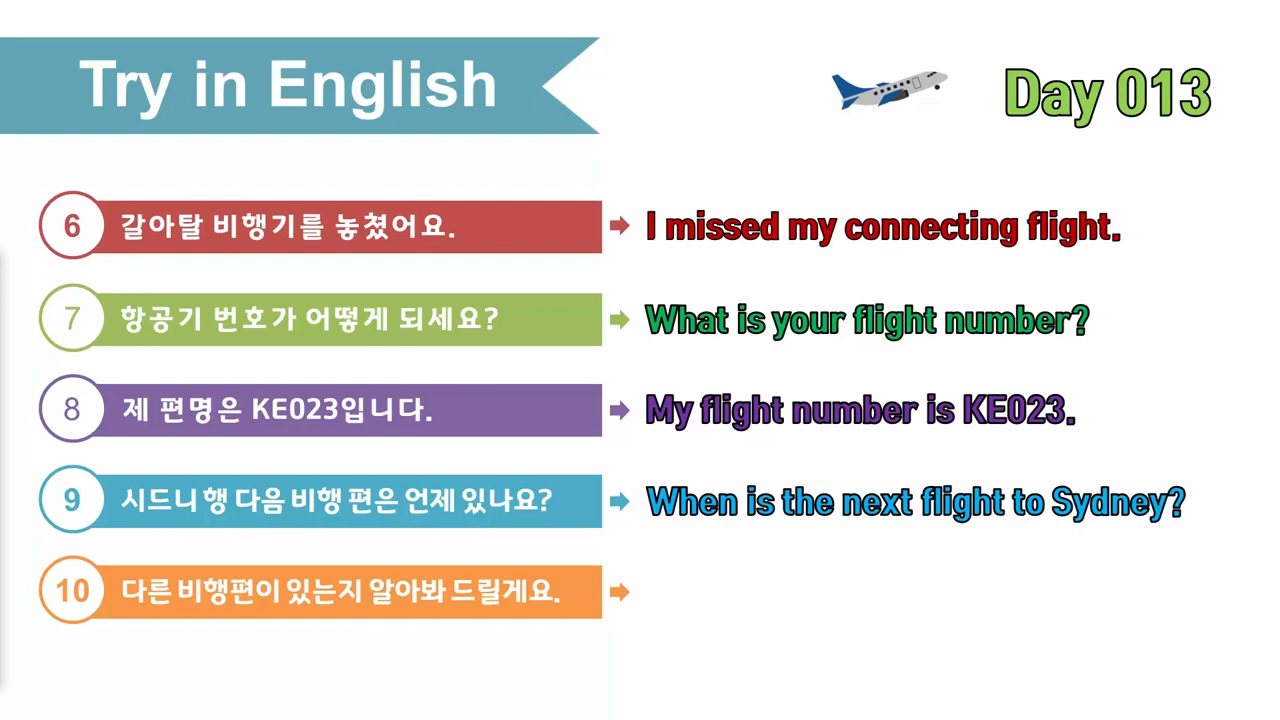 Try in English
Day 013
6 갈아탈 비행기를 놓쳤어요. I missed my connecting flight.
7 항공기 번호가 어떻게 되세요? What is your flight number?
8 제 편명은 KE023입니다. My flight number is KE023.
9 시드니행 다음 비행 편은 언제 있나요? When is the next flight to Sydney?
10 다른 비행편이 있는지 알아봐 드릴게요.